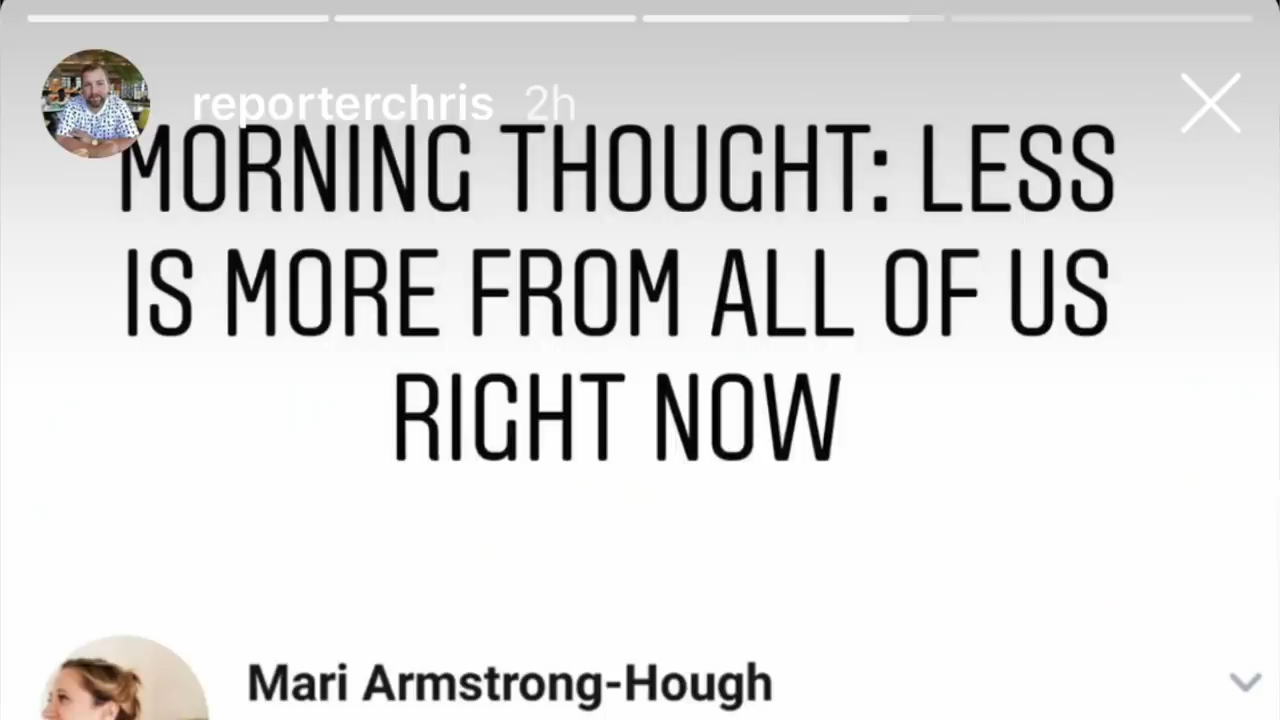 reporterchris 2h
MORNING THOUGHT: LESS
IS MORE FROM ALL OF US
RIGHT NOW
Mari Armstrong-Hough